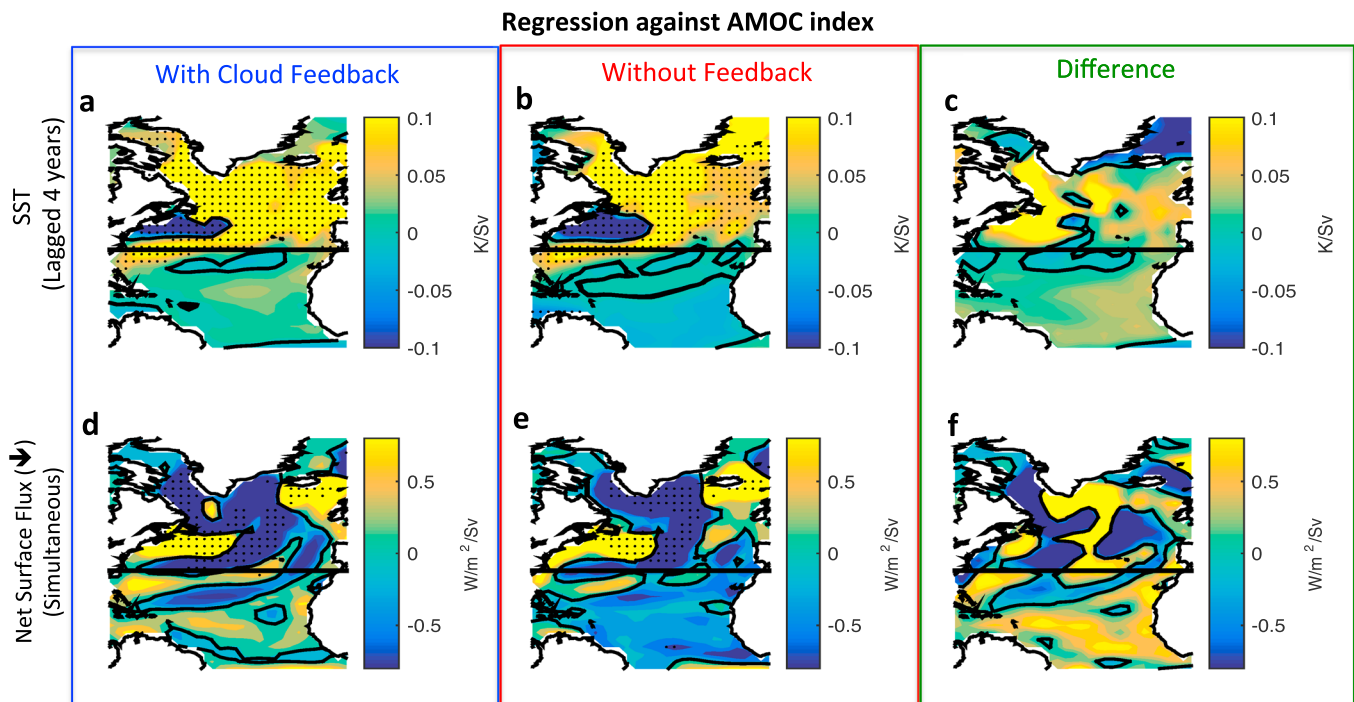 Regression against AMOC index
With Cloud Feedback
Without Feedback
Difference
SST
(Lagged 4 years)
a
0.1
0.05
0
-0.05
-0.1
K/Sv
b
0.1
0.05
0
-0.05
-0.1
K/Sv
c
0.1
0.05
0
-0.05
-0.1
K/Sv
Net Surface Flux (🡻)
(Simultaneous)
d
0.5
0
-0.5
W/m ²/Sv
e
0.5
0
-0.5
W/m ²/Sv
f
0.5
0
-0.5
W/m ²/Sv